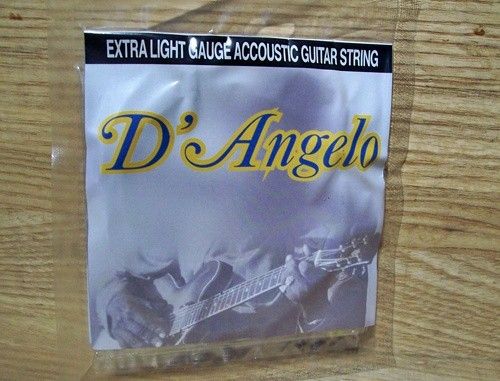 EXTRA LIGHT GAUGE ACCOUSTIC GUITAR STRING
D'Angelo